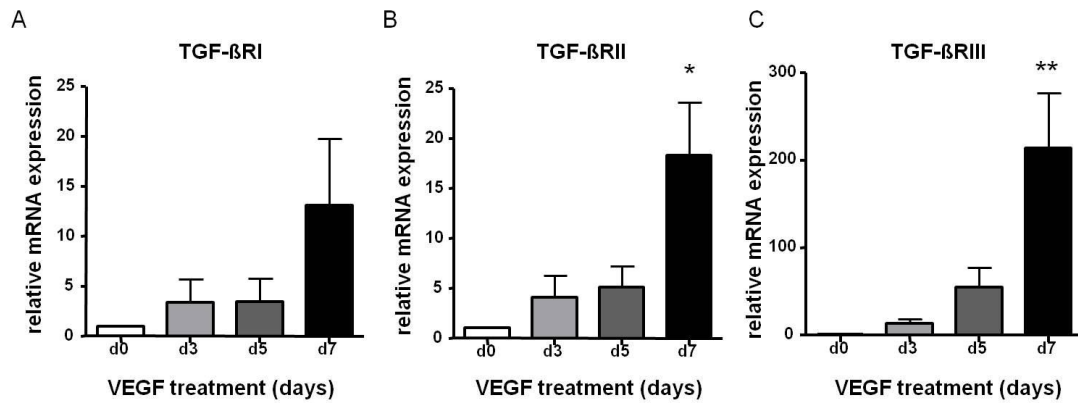 A
TGF-ßRI
relative mRNA expression
25
20
15
10
5
0
d0 d3 d5 d7
VEGF treatment (days)
B
TGF-ßRII
relative mRNA expression
25
20
15
10
5
0
*
d0 d3 d5 d7
VEGF treatment (days)
C
TGF-ßRIII
relative mRNA expression
300
200
100
0
**
d0 d3 d5 d7
VEGF treatment (days)